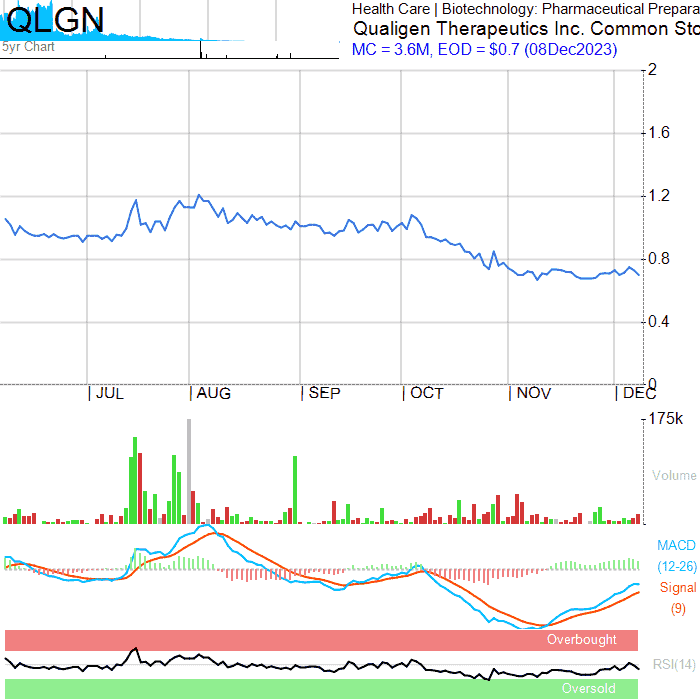 QLGN
5yr Chart
Health Care | Biotechnology: Pharmaceutical Prepara
Qualigen Therapeutics Inc. Common Sto
MC = 3.6M, EOD = $0.7 (08Dec2023)
2
1.6
1.2
0.8
0.4
0
JUL AUG SEP OCT NOV DEC
175k
Volume
MACD
(12-26)
Signal
(9)
Overbought
RSI(14)
Oversold